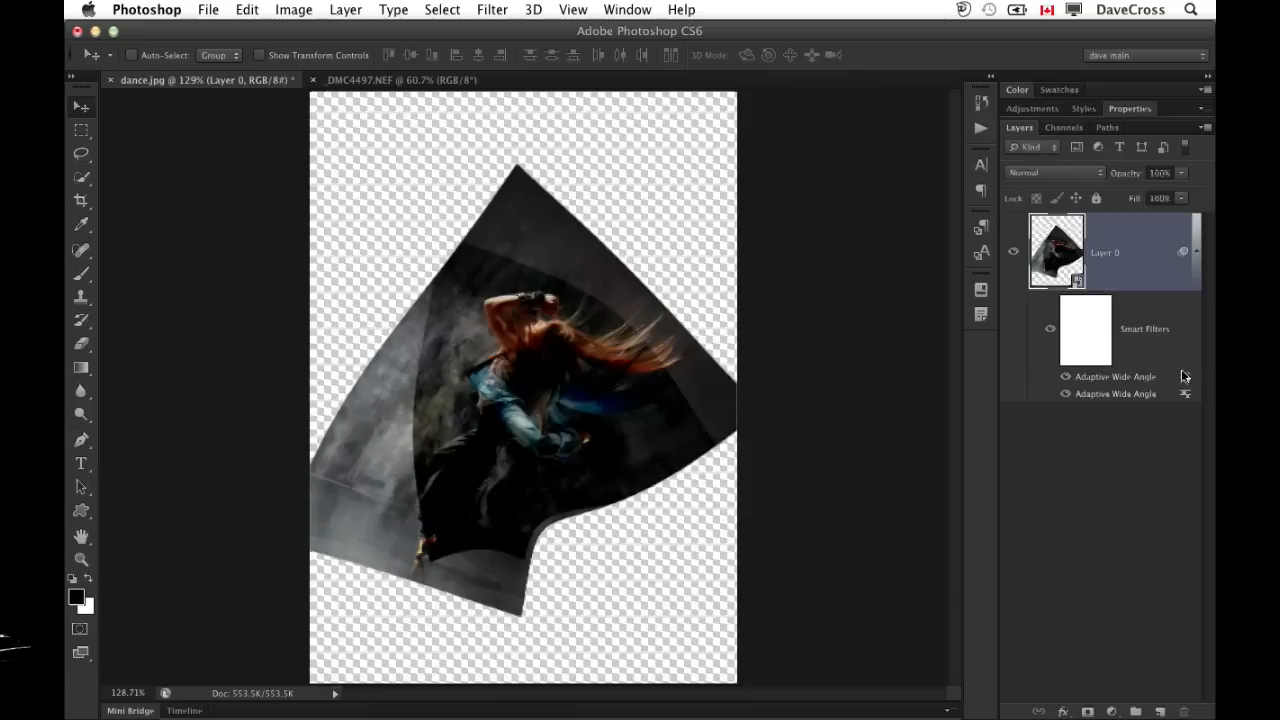 Photoshop File Edit Image Layer Type Select Filter 3D View Window Help DaveCross
Adobe Photoshop CS6
Auto-Select: Group Show Transform Controls 3D Mode: dave main
× dance.jpg @ 129% (Layer 0, RGB/8#) * × _DMC4497.NEF @ 60.7% (RGB/8*)
Color Swatches
Adjustments Styles Properties
Layers Channels Paths
Kind
Normal Opacity: 100%
Lock: Fill: 100%
Layer 0
Smart Filters
Adaptive Wide Angle
Adaptive Wide Angle
128.71% Doc: 553.5K/553.5K
Mini Bridge Timeline